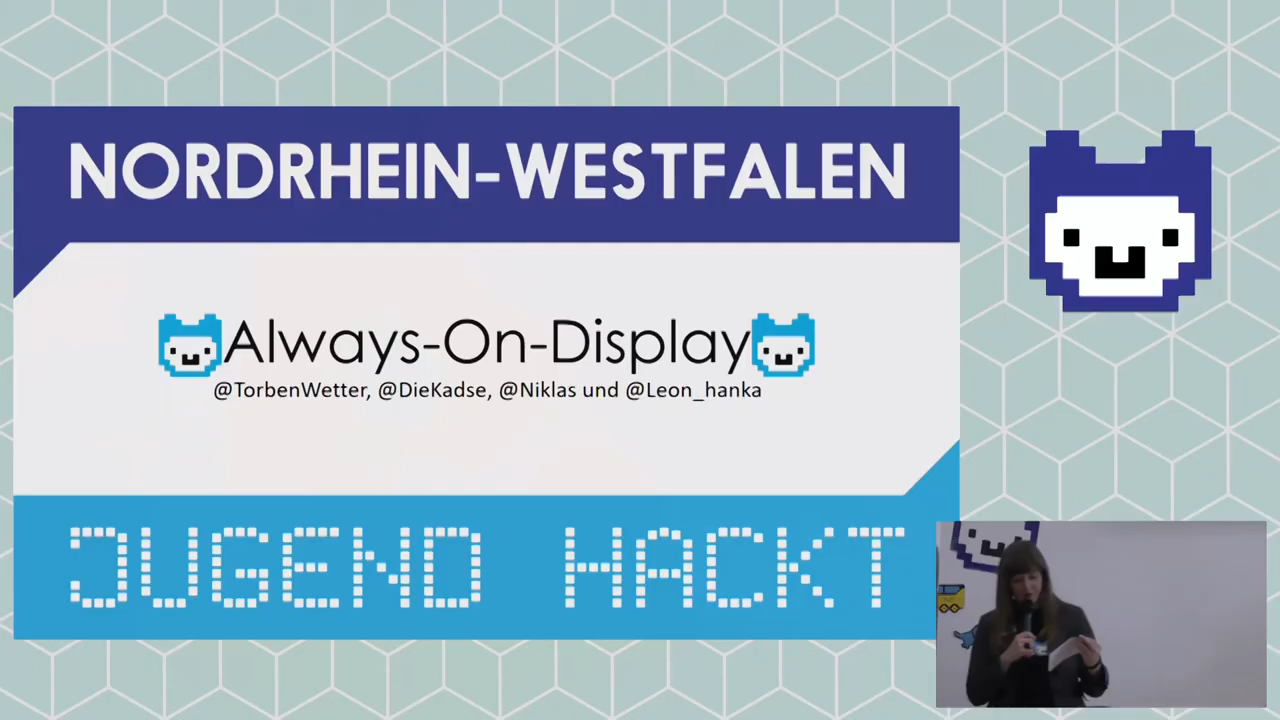 NORDRHEIN-WESTFALEN
Always-On-Display
@TorbenWetter, @DieKadse, @Niklas und @Leon_hanka
JUGEND HACKT